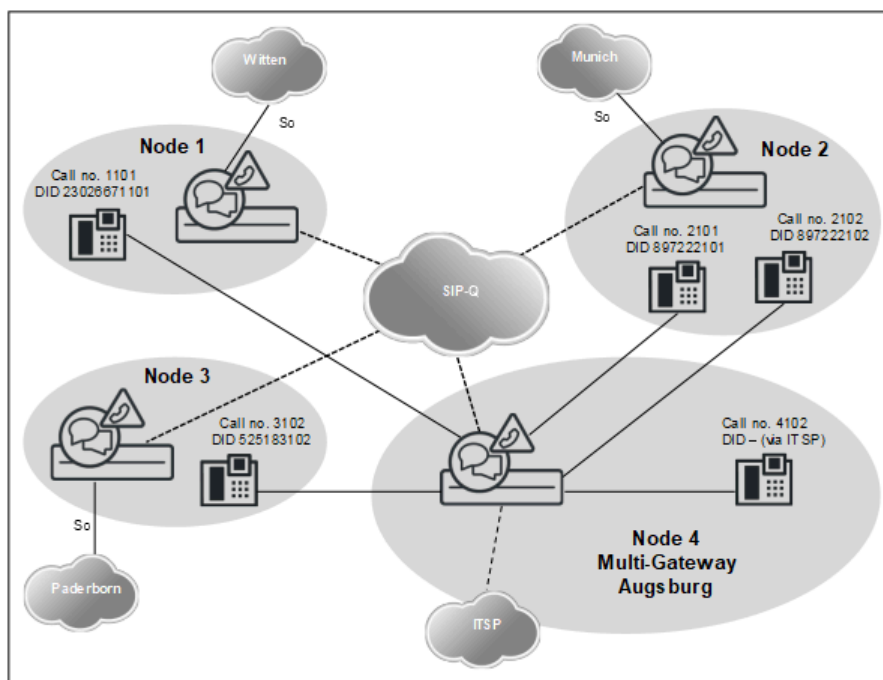 Witten
Munich
So
So
Node 1
Node 2
Call no. 1101
DID 23026671101
Call no. 2101
DID 897222101
Call no. 2102
DID 897222102
SIP-Q
Node 3
Call no. 3102
DID 525183102
Call no. 4102
DID – (via ITSP)
So
Node 4
Multi-Gateway
Augsburg
Paderborn
ITSP